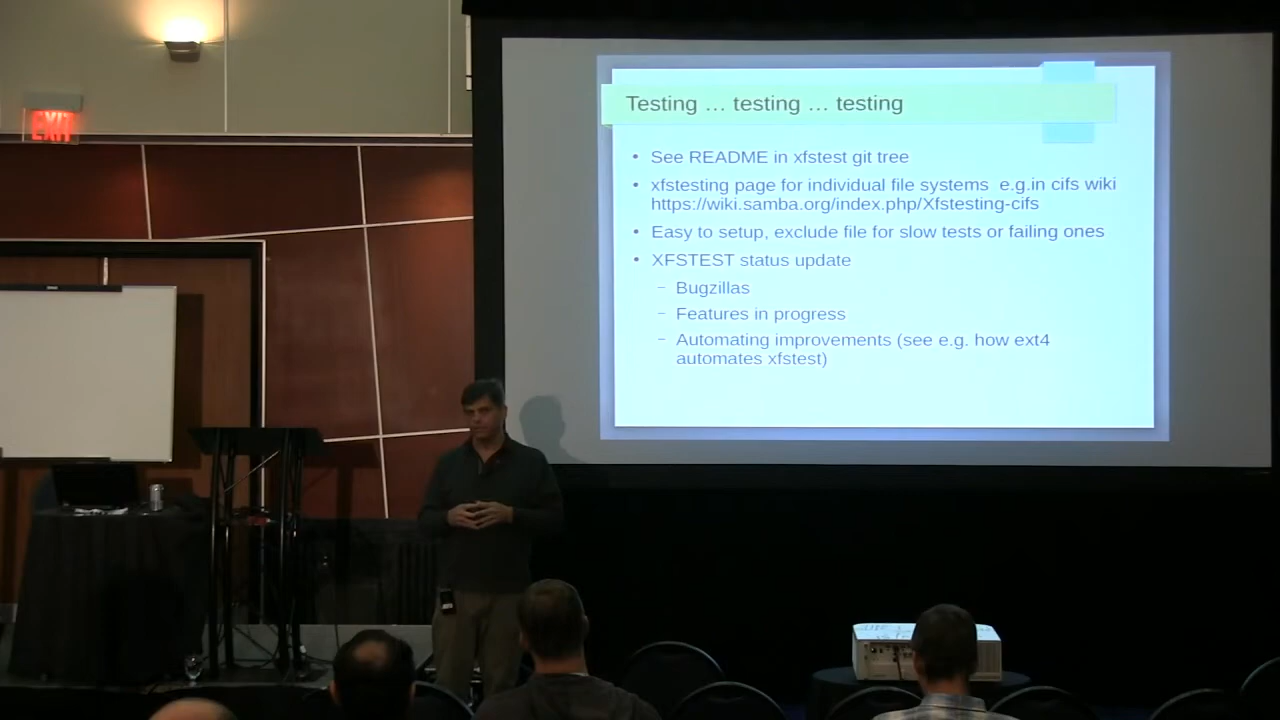 EXIT
Testing … testing … testing
• See README in xfstest git tree
• xfstesting page for individual file systems e.g.in cifs wiki
https://wiki.samba.org/index.php/Xfstesting-cifs
• Easy to setup, exclude file for slow tests or failing ones
• XFSTEST status update
– Bugzillas
– Features in progress
– Automating improvements (see e.g. how ext4
automates xfstest)